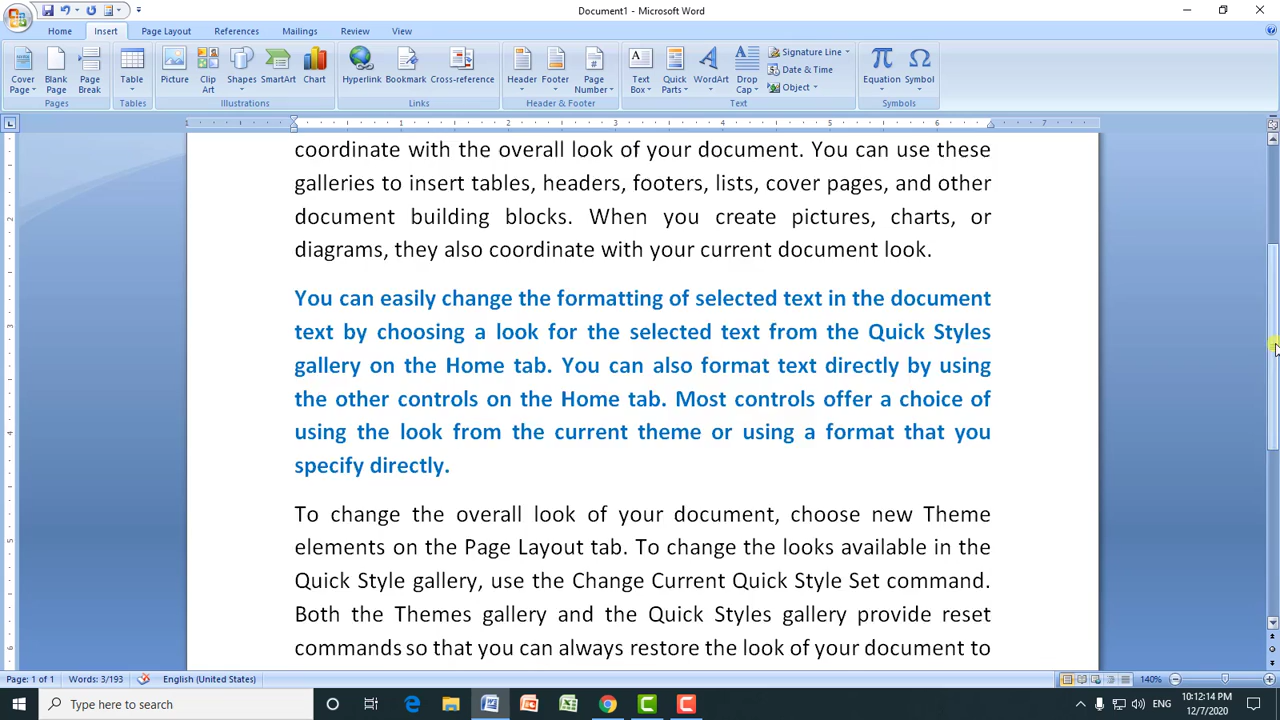 Document1 - Microsoft Word
Home Insert Page Layout References Mailings Review View
Cover Page Blank Page Page Break Table Picture Clip Art Shapes SmartArt Chart Hyperlink Bookmark Cross-reference Header Footer Page Number Text Box Quick Parts WordArt Drop Cap Signature Line Date & Time Object Equation Symbol
Pages Tables Illustrations Links Header & Footer Text Symbols
1 1 2 3 4 5 6 7
coordinate with the overall look of your document. You can use these
galleries to insert tables, headers, footers, lists, cover pages, and other
document building blocks. When you create pictures, charts, or
diagrams, they also coordinate with your current document look.
You can easily change the formatting of selected text in the document
text by choosing a look for the selected text from the Quick Styles
gallery on the Home tab. You can also format text directly by using
the other controls on the Home tab. Most controls offer a choice of
using the look from the current theme or using a format that you
specify directly.
To change the overall look of your document, choose new Theme
elements on the Page Layout tab. To change the looks available in the
Quick Style gallery, use the Change Current Quick Style Set command.
Both the Themes gallery and the Quick Styles gallery provide reset
commands so that you can always restore the look of your document to
Page: 1 of 1 Words: 3/193 English (United States) 140%
Type here to search ENG 10:12:14 PM
12/7/2020